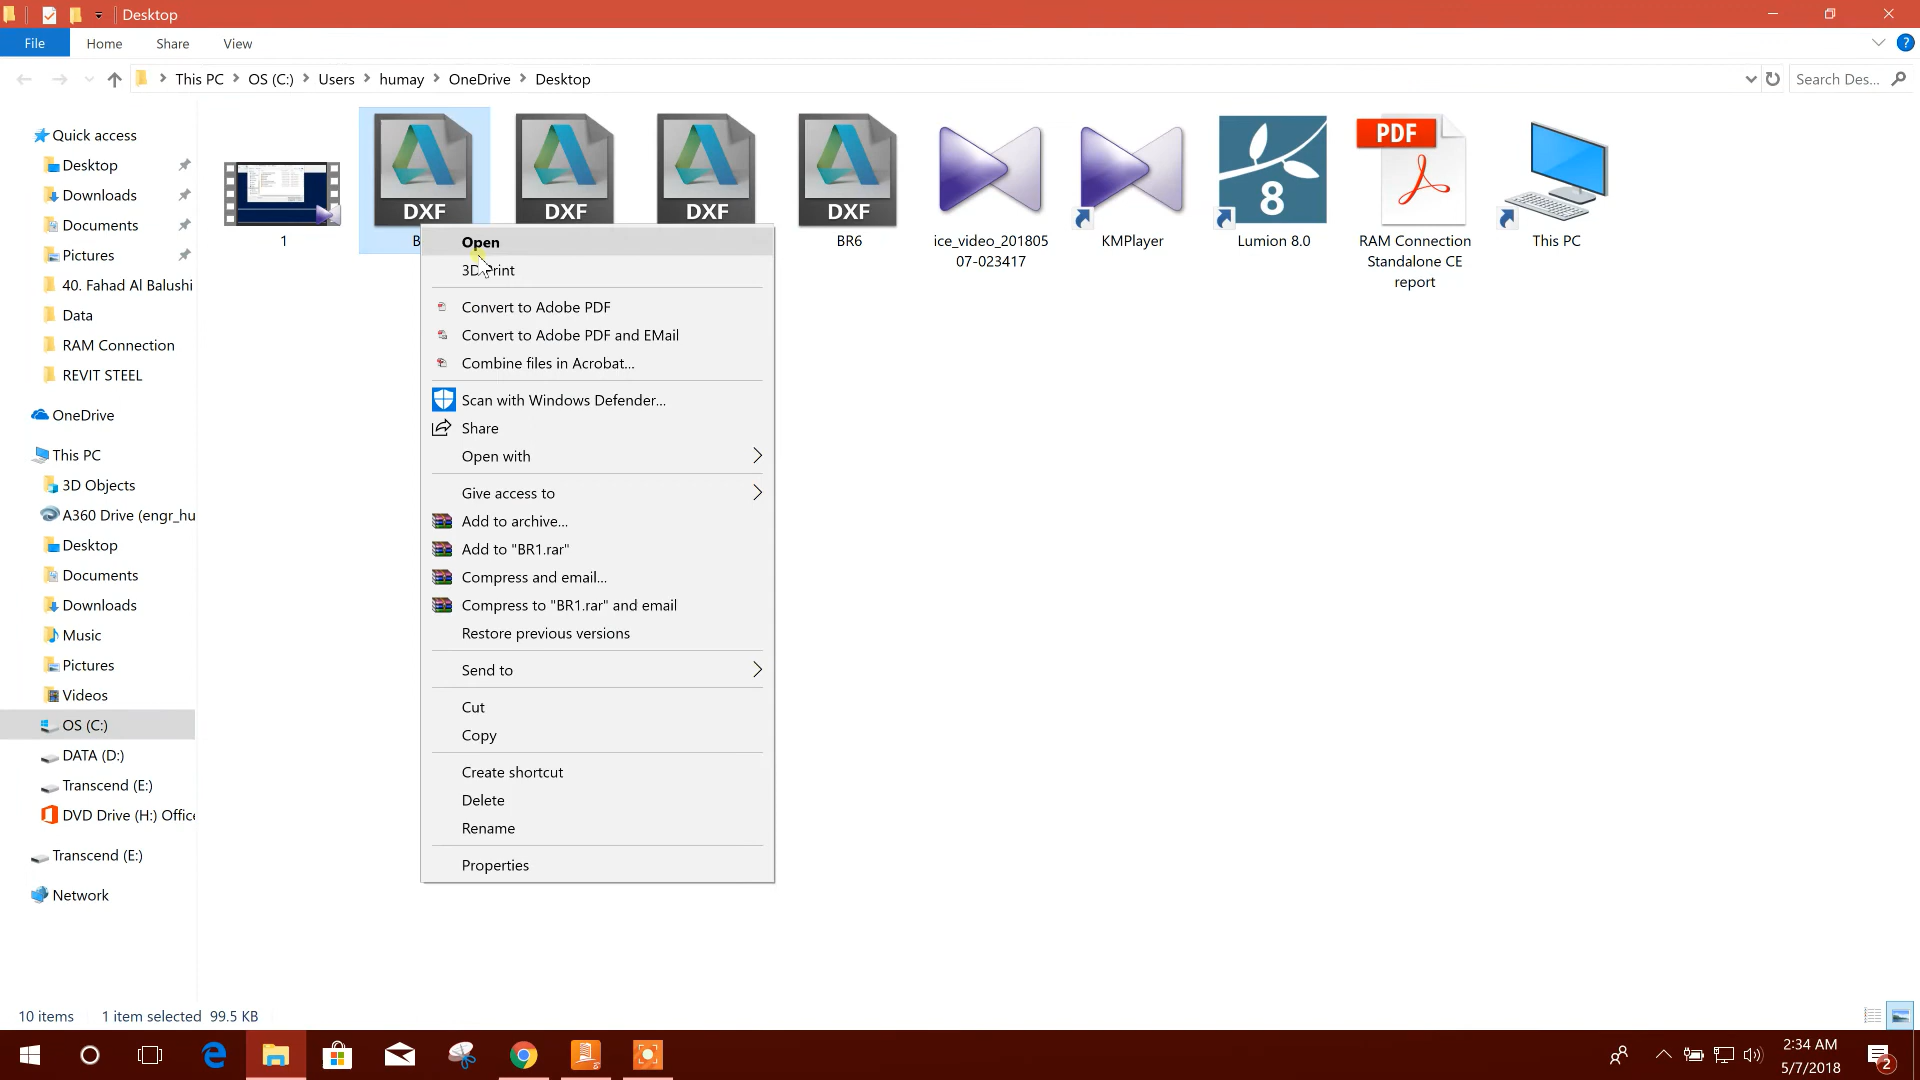 Desktop
File Home Share View
This PC OS (C:) Users humay OneDrive Desktop
Search Des...
Quick access
Desktop
Downloads
Documents
Pictures
40. Fahad Al Balushi
Data
RAM Connection
REVIT STEEL
OneDrive
This PC
3D Objects
A360 Drive (engr_hu
Desktop
Documents
Downloads
Music
Pictures
Videos
OS (C:)
DATA (D:)
Transcend (E:)
DVD Drive (H:) Office
Transcend (E:)
Network
1
DXF
DXF
DXF
DXF
BR6
ice_video_201805
07-023417
KMPlayer
8
Lumion 8.0
PDF
RAM Connection
Standalone CE
report
This PC
Open
3D Print
Convert to Adobe PDF
Convert to Adobe PDF and EMail
Combine files in Acrobat...
Scan with Windows Defender...
Share
Open with
Give access to
Add to archive...
Add to "BR1.rar"
Compress and email...
Compress to "BR1.rar" and email
Restore previous versions
Send to
Cut
Copy
Create shortcut
Delete
Rename
Properties
10 items 1 item selected 99.5 KB
2:34 AM
5/7/2018
2